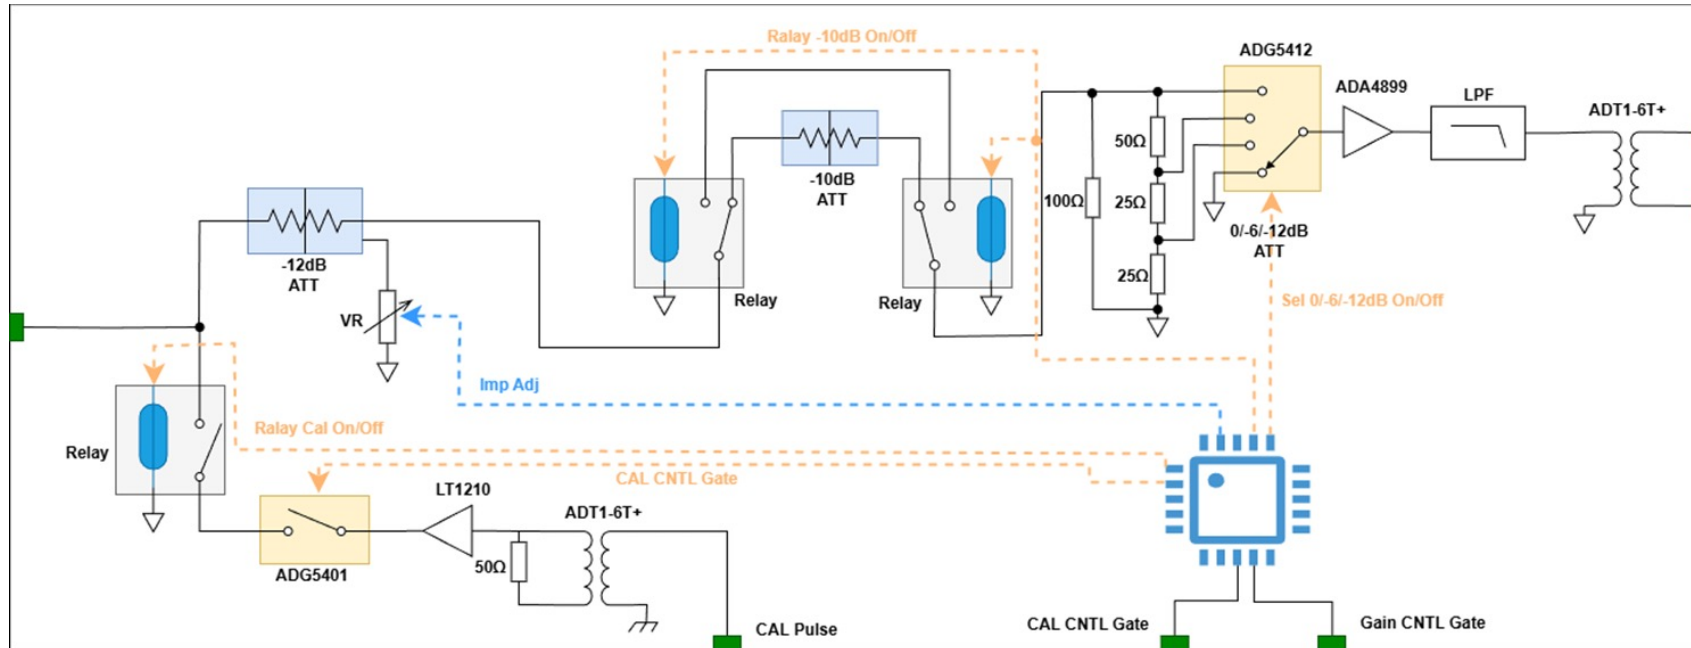 Ralay -10dB On/Off
ADG5412
ADA4899
LPF
ADT1-6T+
50Ω
-10dB
ATT
100Ω
25Ω
-12dB
ATT
0/-6/-12dB
ATT
25Ω
Relay
Relay
Sel 0/-6/-12dB On/Off
VR
Imp Adj
Ralay Cal On/Off
Relay
CAL CNTL Gate
LT1210
ADT1-6T+
50Ω
ADG5401
CAL Pulse
CAL CNTL Gate
Gain CNTL Gate